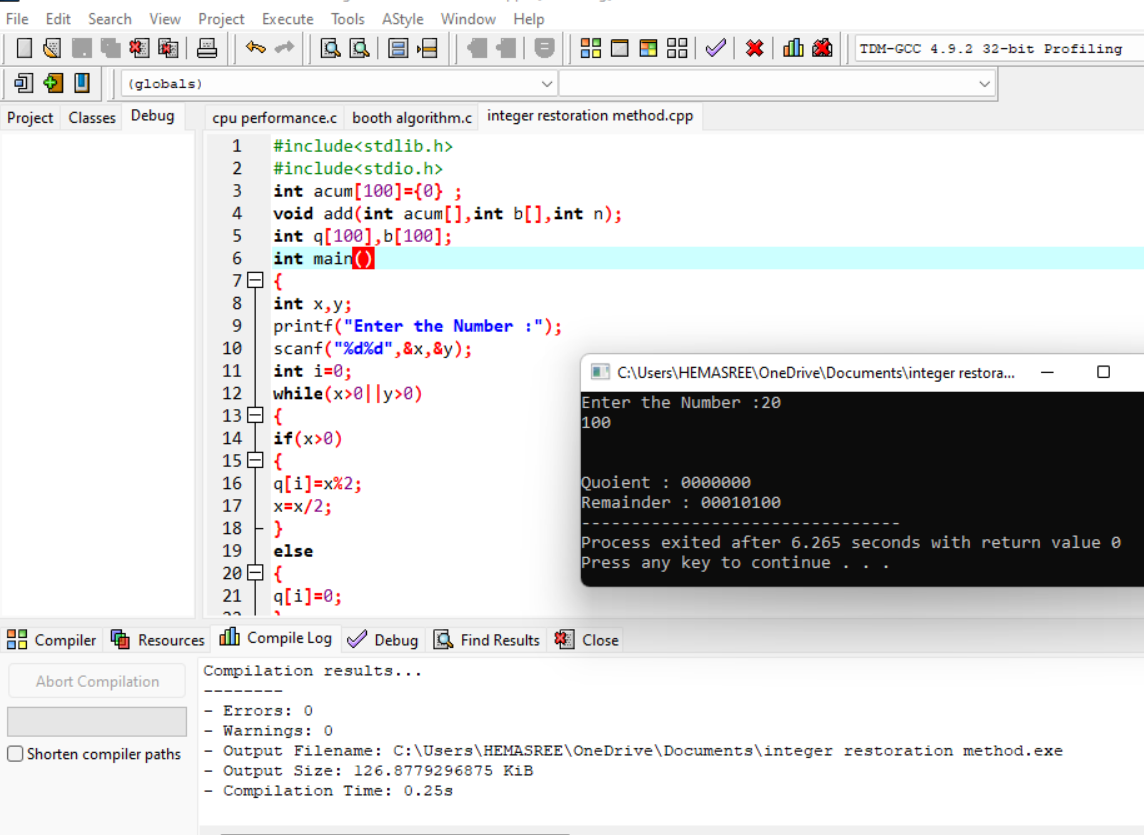 File Edit Search View Project Execute Tools AStyle Window Help
TDM-GCC 4.9.2 32-bit Profiling
(globals)
Project Classes Debug
cpu performance.c booth algorithm.c integer restoration method.cpp
1 #include<stdlib.h>
2 #include<stdio.h>
3 int acum[100]={0} ;
4 void add(int acum[],int b[],int n);
5 int q[100],b[100];
6 int main()
7 {
8 int x,y;
9 printf("Enter the Number :");
10 scanf("%d%d",&x,&y);
11 int i=0;
12 while(x>0||y>0)
13 {
14 if(x>0)
15 {
16 q[i]=x%2;
17 x=x/2;
18 }
19 else
20 {
21 q[i]=0;
C:\Users\HEMASREE\OneDrive\Documents\integer restora...
Enter the Number :20
100
Quoient : 0000000
Remainder : 00010100
--------------------------------
Process exited after 6.265 seconds with return value 0
Press any key to continue . . .
Compiler Resources Compile Log Debug Find Results Close
Abort Compilation
Shorten compiler paths
Compilation results...
--------
- Errors: 0
- Warnings: 0
- Output Filename: C:\Users\HEMASREE\OneDrive\Documents\integer restoration method.exe
- Output Size: 126.8779296875 KiB
- Compilation Time: 0.25s